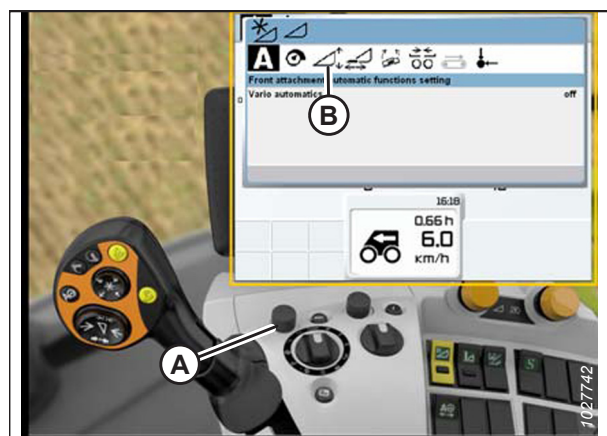 A
Front attachment automatic functions setting
Vario automatics
off
B
16:18
0.66 h
6.0
km/h
A
S
1027742